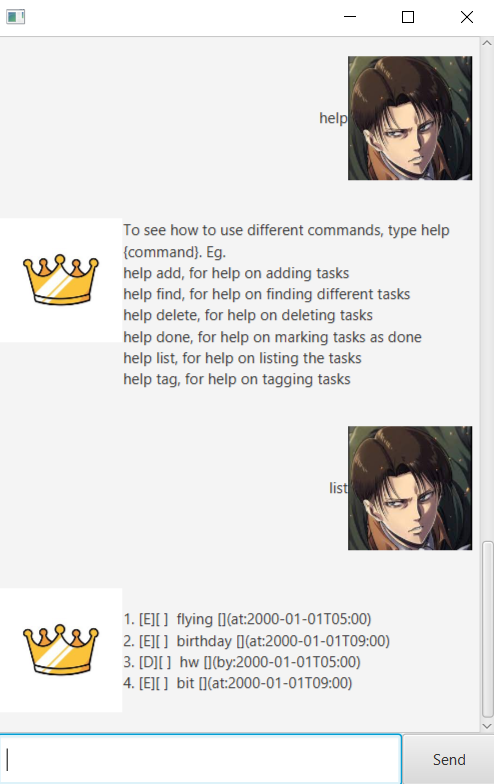 help
To see how to use different commands, type help
{command}. Eg.
help add, for help on adding tasks
help find, for help on finding different tasks
help delete, for help on deleting tasks
help done, for help on marking tasks as done
help list, for help on listing the tasks
help tag, for help on tagging tasks
list
1. [E][ ]  flying [](at:2000-01-01T05:00)
2. [E][ ]  birthday [](at:2000-01-01T09:00)
3. [D][ ]  hw [](by:2000-01-01T05:00)
4. [E][ ]  bit [](at:2000-01-01T09:00)
Send